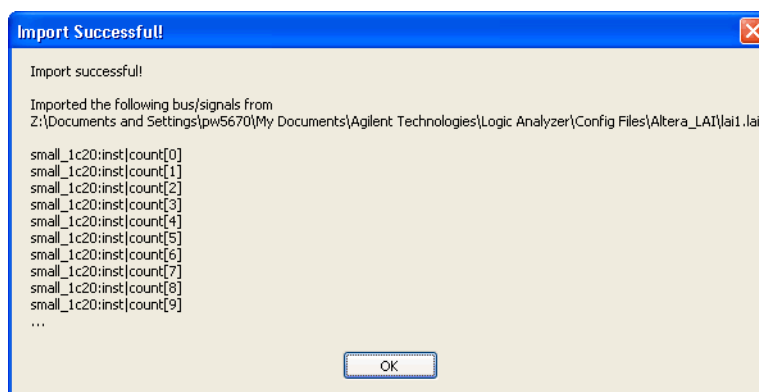 Import Successful!
Import successful!
Imported the following bus/signals from
Z:\Documents and Settings\pw5670\My Documents\Agilent Technologies\Logic Analyzer\Config Files\Altera_LAI\lai1.lai
small_1c20:inst|count[0]
small_1c20:inst|count[1]
small_1c20:inst|count[2]
small_1c20:inst|count[3]
small_1c20:inst|count[4]
small_1c20:inst|count[5]
small_1c20:inst|count[6]
small_1c20:inst|count[7]
small_1c20:inst|count[8]
small_1c20:inst|count[9]
...
OK